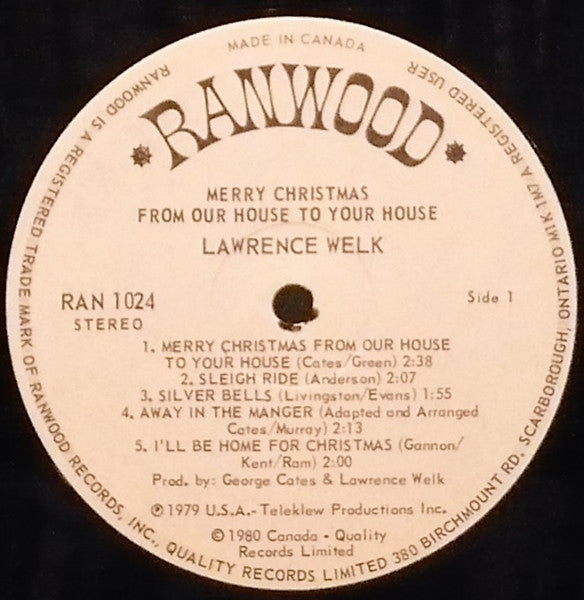 MADE IN CANADA
RANWOOD
MERRY CHRISTMAS
FROM OUR HOUSE TO YOUR HOUSE
LAWRENCE WELK
RAN 1024
STEREO
Side 1
1. MERRY CHRISTMAS FROM OUR HOUSE
TO YOUR HOUSE (Cates/Green) 2:38
2. SLEIGH RIDE (Anderson) 2:07
3. SILVER BELLS (Livingston/Evans) 1:55
4. AWAY IN THE MANGER (Adapted and Arranged
Cates/Murray) 2:13
5. I'LL BE HOME FOR CHRISTMAS (Gannon/
Kent/Ram) 2:00
Prod. by: George Cates & Lawrence Welk
℗ 1979 U.S.A.- Teleklew Productions Inc.
© 1980 Canada - Quality
Records Limited
RANWOOD IS A REGISTERED TRADE MARK OF RANWOOD RECORDS, INC., QUALITY RECORDS LIMITED 380 BIRCHMOUNT RD. SCARBOROUGH, ONTARIO M1K 1M7 A REGISTERED USER